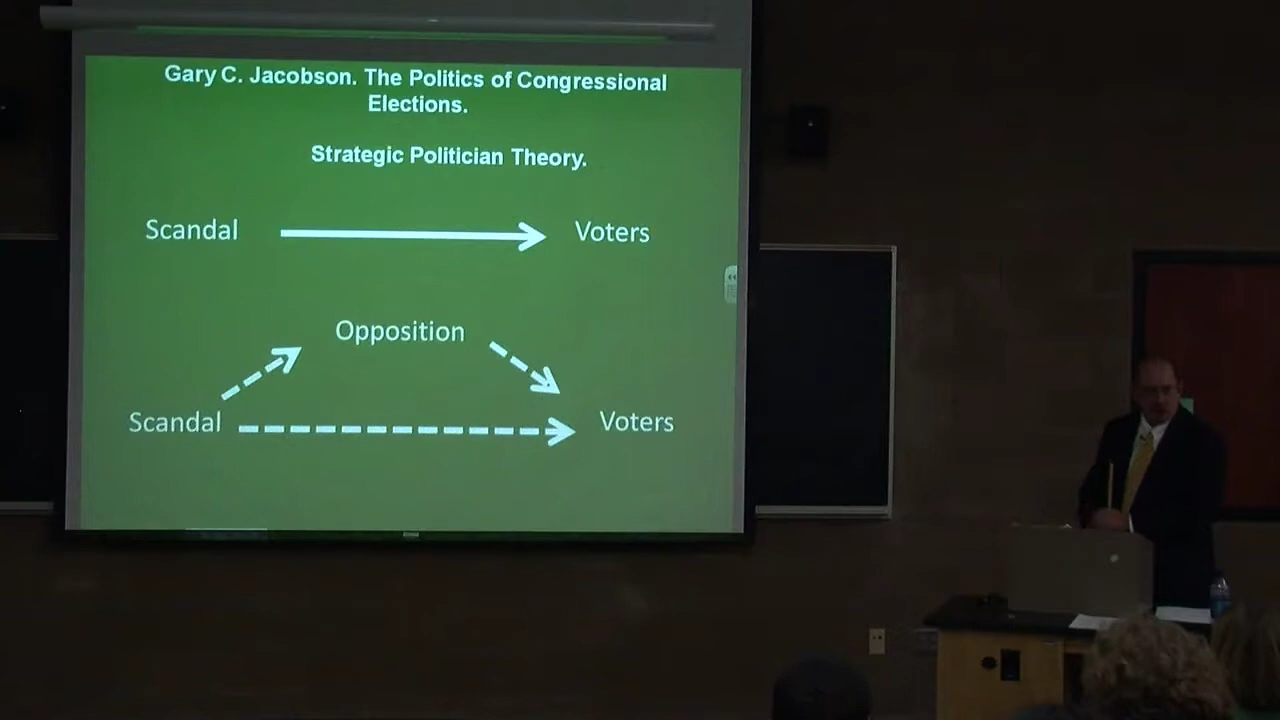 Gary C. Jacobson. The Politics of Congressional
Elections.
Strategic Politician Theory.
Scandal
Voters
Opposition
Scandal
Voters